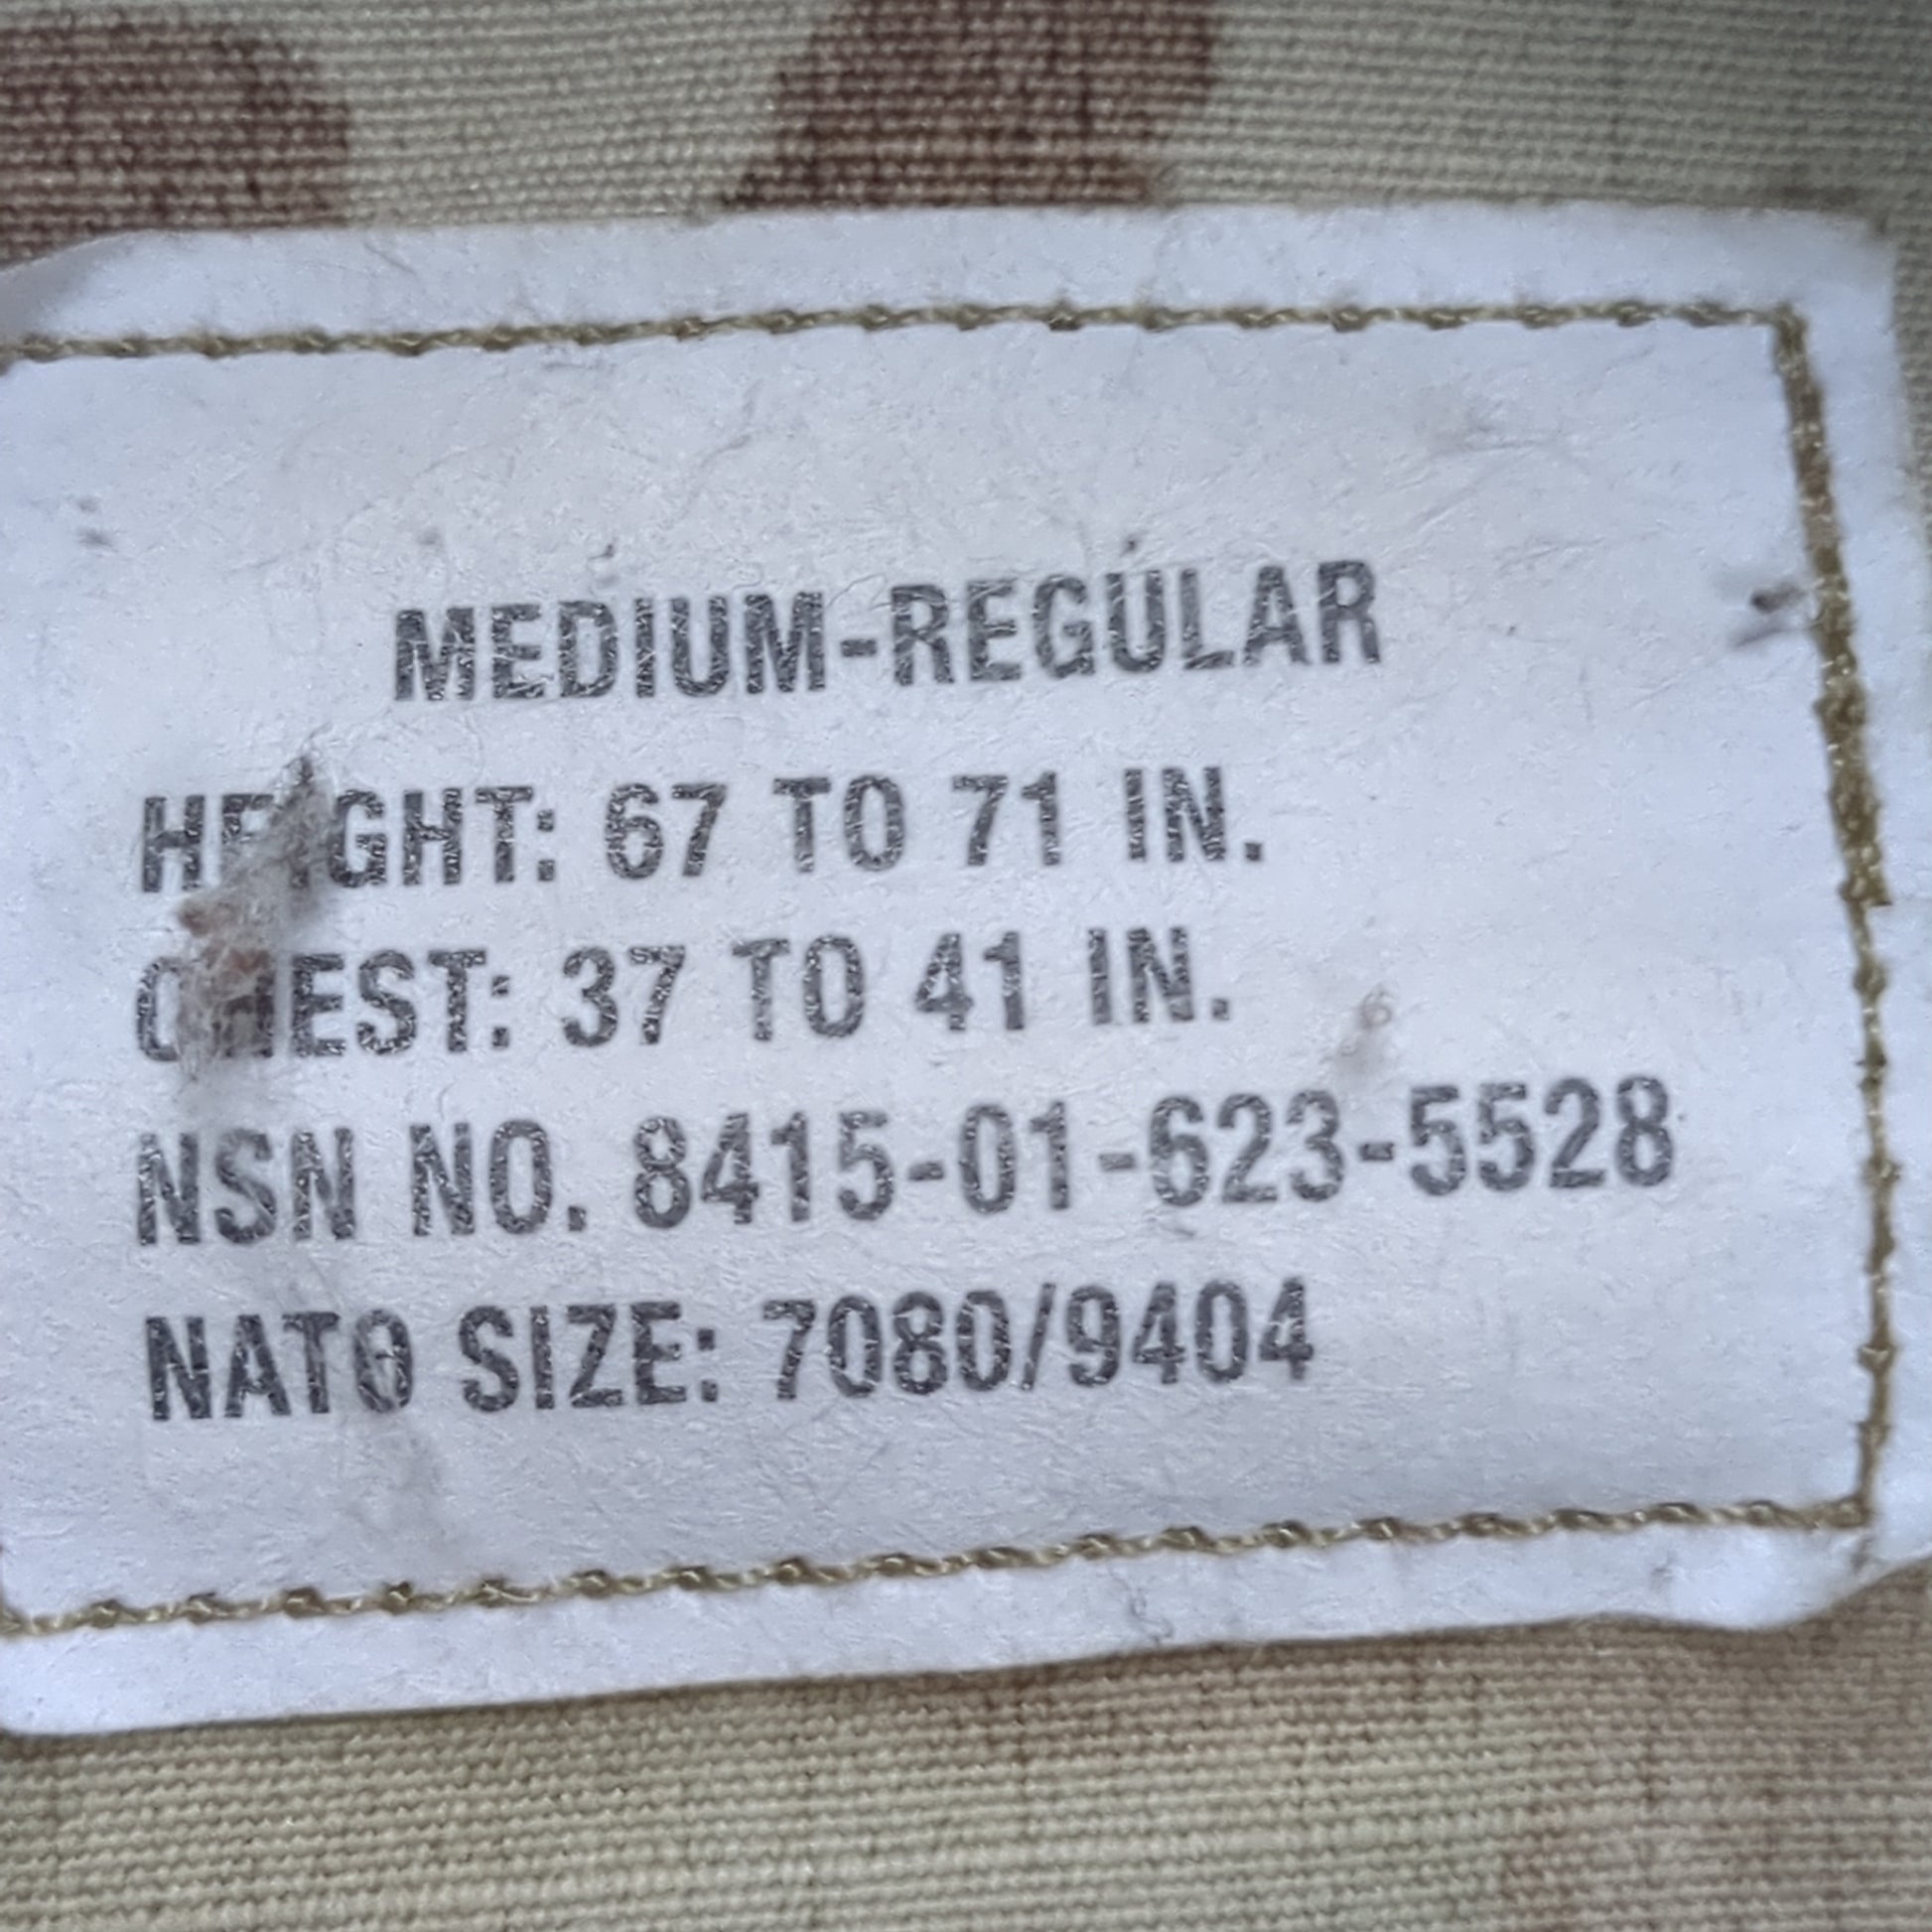 MEDIUM-REGULAR
HEIGHT: 67 TO 71 IN.
CHEST: 37 TO 41 IN.
NSN NO. 8415-01-623-5528
NATO SIZE: 7080/9404